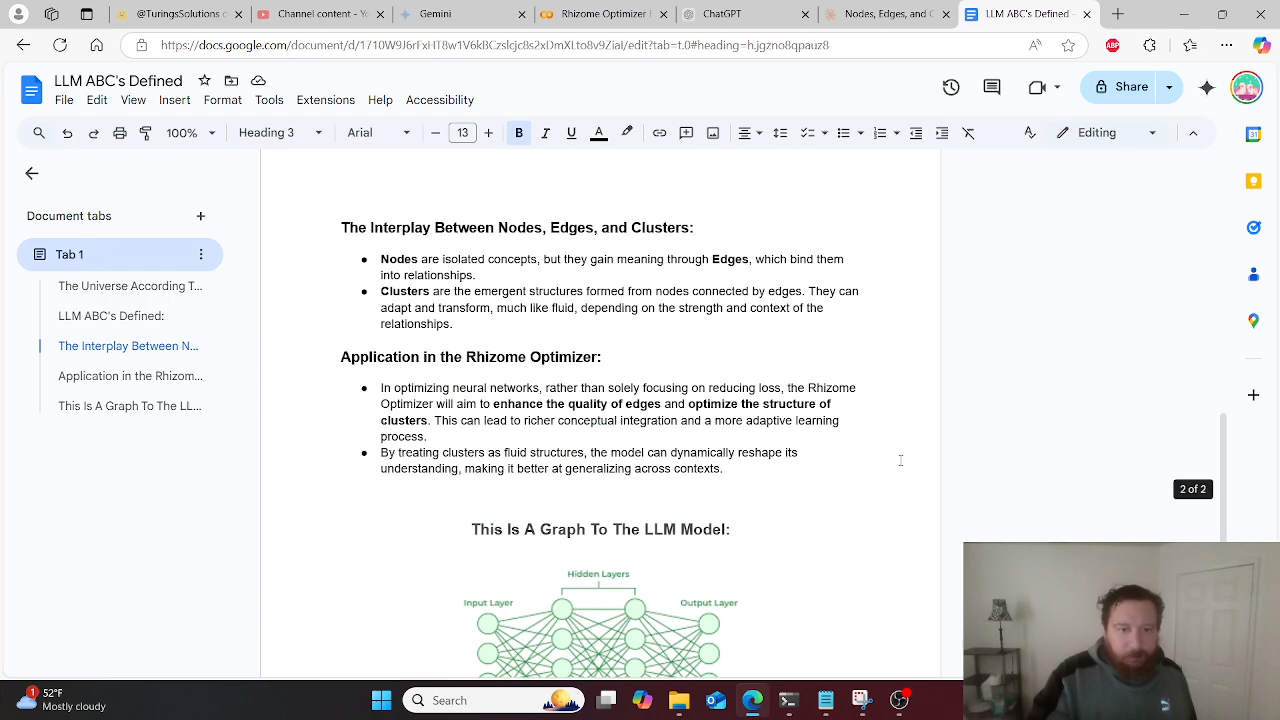 @TuringsSolutions c
Channel content - Yo
Gemini
Rhizome Optimizer i
ChatGPT
Nodes, Edges, and C
LLM ABC's Defined -
LLM ABC's Defined
File Edit View Insert Format Tools Extensions Help Accessibility
Share
100% Heading 3 Arial 13 B I U A Editing
31
Document tabs
Tab 1
The Universe According T...
LLM ABC's Defined:
The Interplay Between N...
Application in the Rhizom...
This Is A Graph To The LL...
The Interplay Between Nodes, Edges, and Clusters:
Nodes are isolated concepts, but they gain meaning through Edges, which bind them
into relationships.
Clusters are the emergent structures formed from nodes connected by edges. They can
adapt and transform, much like fluid, depending on the strength and context of the
relationships.
Application in the Rhizome Optimizer:
In optimizing neural networks, rather than solely focusing on reducing loss, the Rhizome
Optimizer will aim to enhance the quality of edges and optimize the structure of
clusters. This can lead to richer conceptual integration and a more adaptive learning
process.
By treating clusters as fluid structures, the model can dynamically reshape its
understanding, making it better at generalizing across contexts.
2 of 2
This Is A Graph To The LLM Model:
Hidden Layers
Input Layer
Output Layer
1
52°F
Mostly cloudy
Search